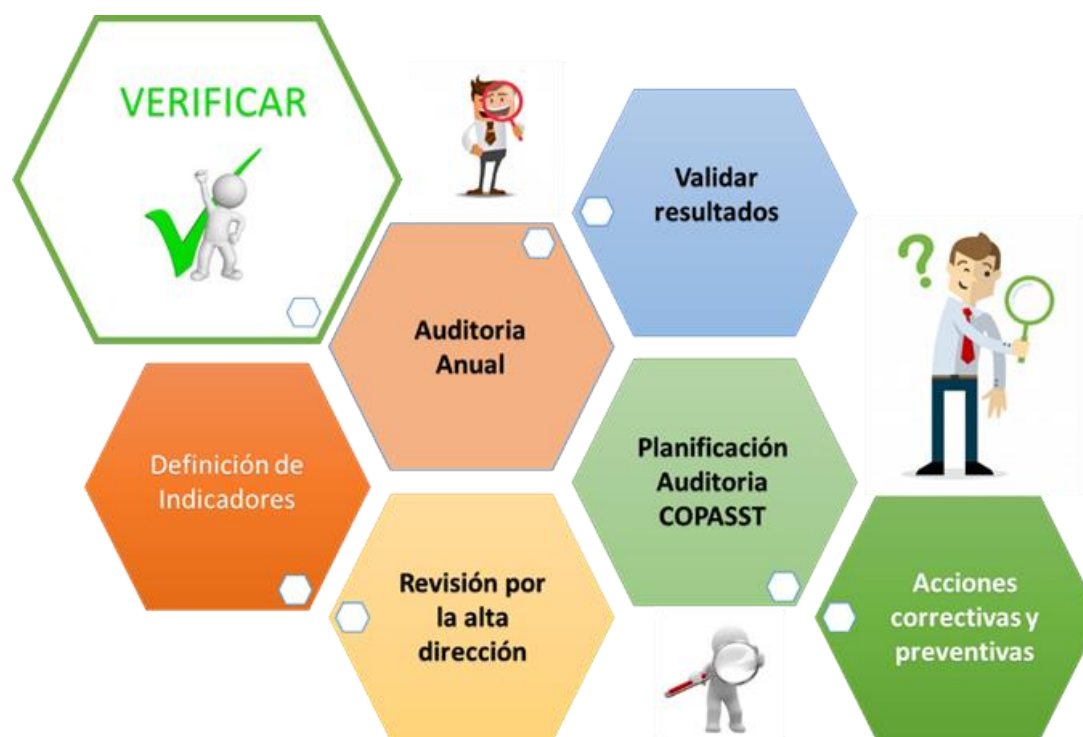 VERIFICAR
Validar
resultados
Auditoria
Anual
Definición de
Indicadores
Planificación
Auditoria
COPASST
Revisión por
la alta
dirección
Acciones
correctivas y
preventivas
?